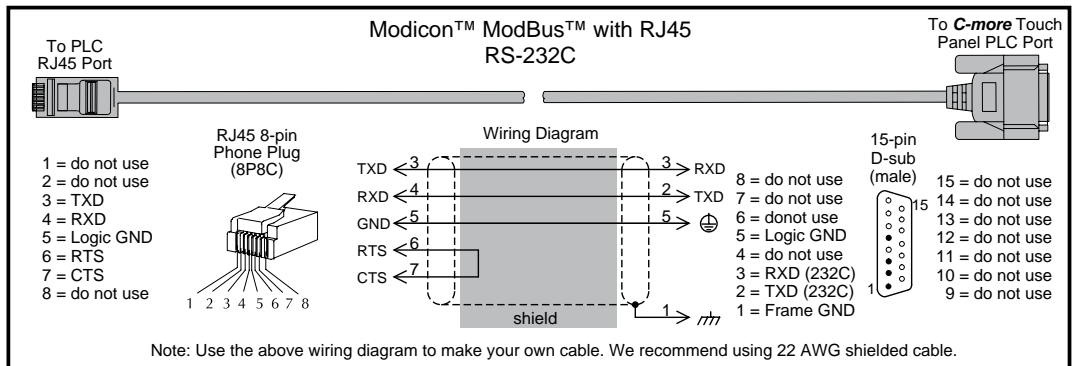 Modicon™ ModBus™ with RJ45
RS-232C
To PLC
RJ45 Port
To C-more Touch
Panel PLC Port
RJ45 8-pin
Phone Plug
(8P8C)
1 = do not use
2 = do not use
3 = TXD
4 = RXD
5 = Logic GND
6 = RTS
7 = CTS
8 = do not use
1 2 3 4 5 6 7 8
Wiring Diagram
TXD 3 3 RXD
RXD 4 2 TXD
GND 5 5
RTS 6
CTS 7
shield
1
8 = do not use
7 = do not use
6 = donot use
5 = Logic GND
4 = do not use
3 = RXD (232C)
2 = TXD (232C)
1 = Frame GND
15-pin
D-sub
(male)
15
1
15 = do not use
14 = do not use
13 = do not use
12 = do not use
11 = do not use
10 = do not use
9 = do not use
Note: Use the above wiring diagram to make your own cable. We recommend using 22 AWG shielded cable.